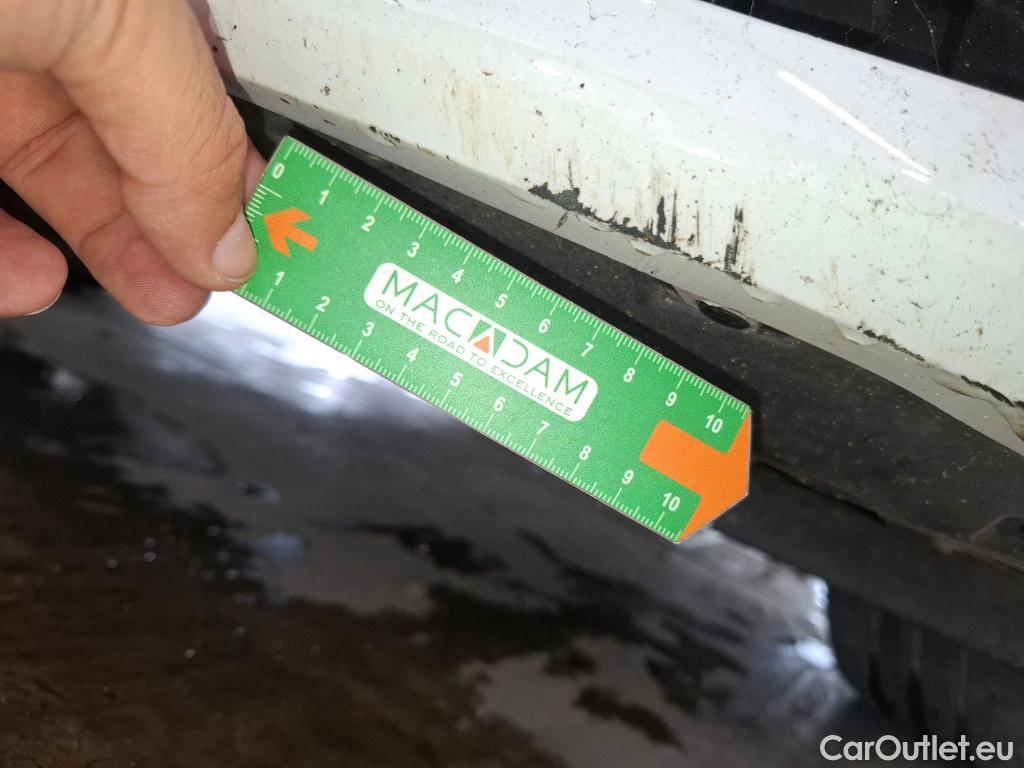 0 1 2 3 4 5 6 7 8 9 10
MACADAM
ON THE ROAD TO EXCELLENCE
1 2 3 4 5 6 7 8 9 10
CarOutlet.eu